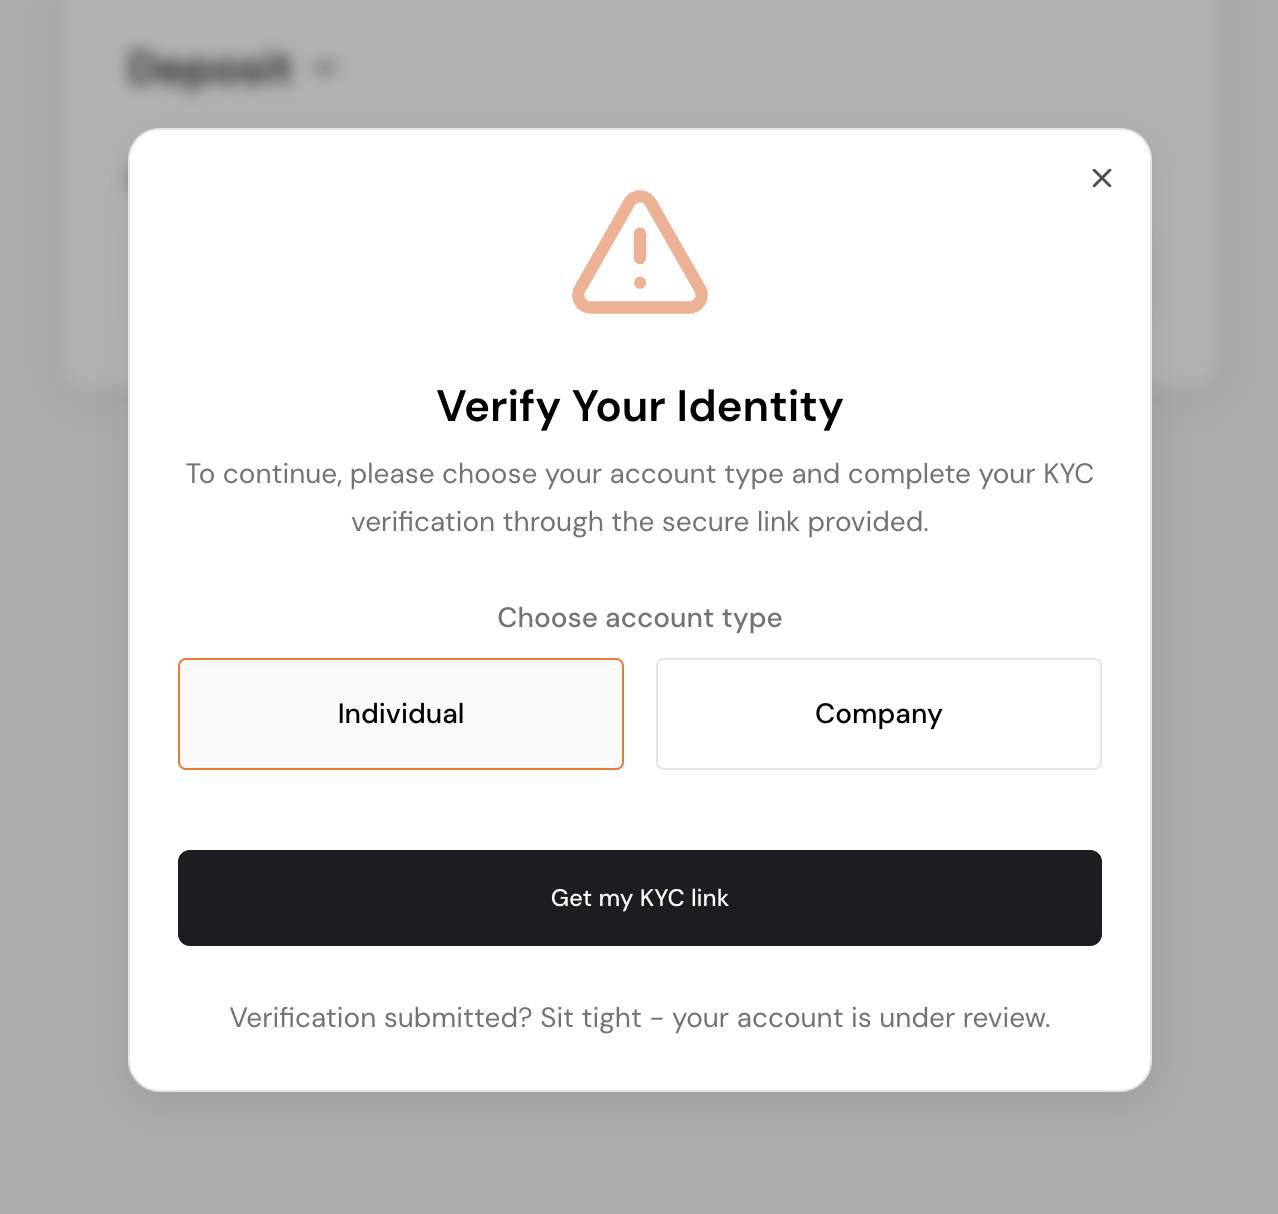 Deposit
Verify Your Identity
To continue, please choose your account type and complete your KYC
verification through the secure link provided.
Choose account type
Individual
Company
Get my KYC link
Verification submitted? Sit tight - your account is under review.